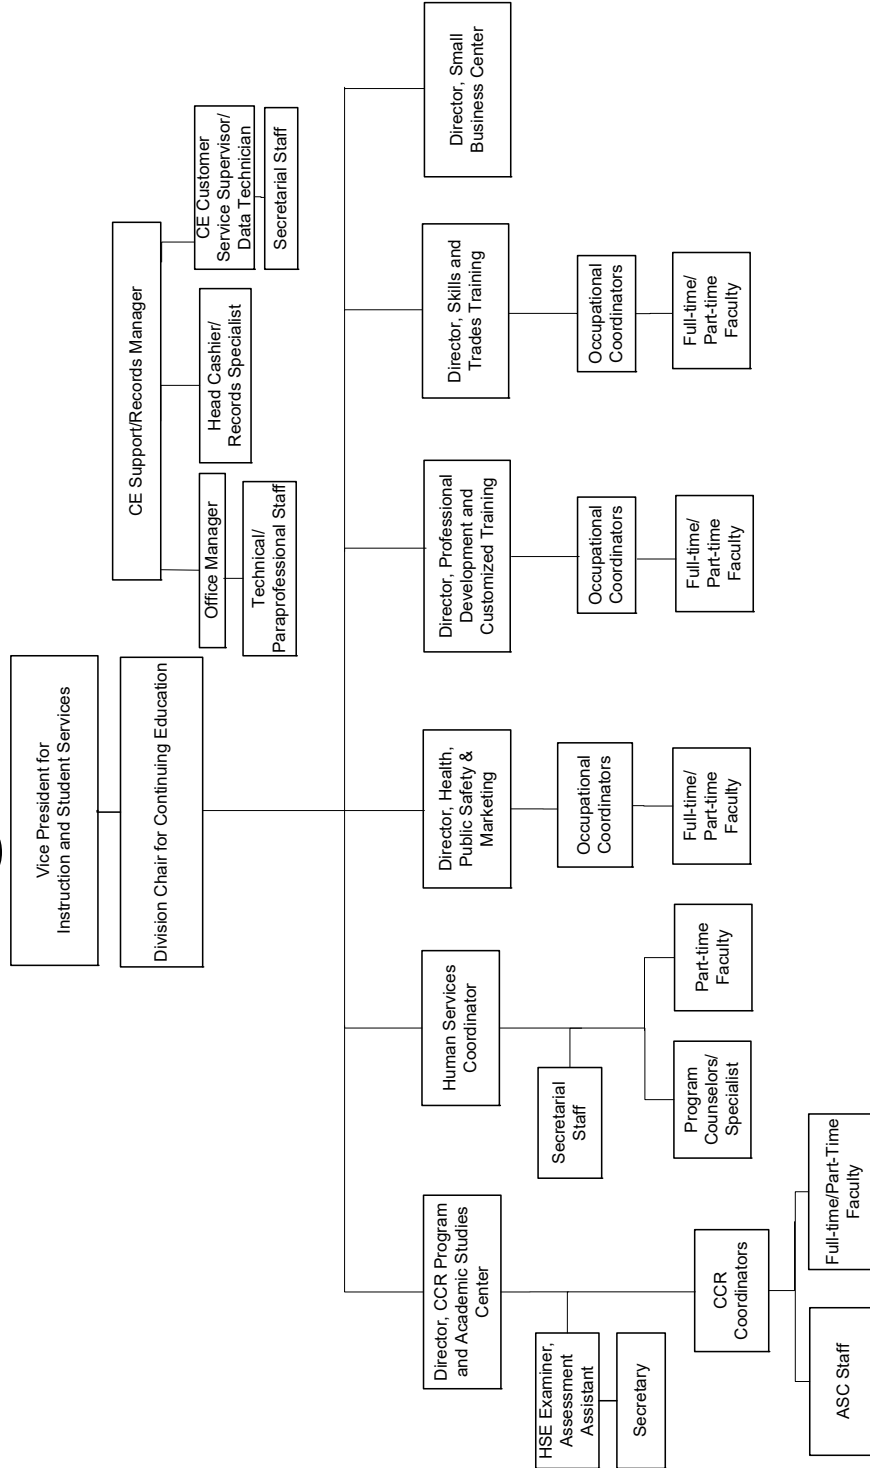 Vice President for
Instruction and Student Services
Division Chair for Continuing Education
CE Support/Records Manager
Office Manager
Technical/
Paraprofessional Staff
Head Cashier/
Records Specialist
CE Customer
Service Supervisor/
Data Technician
Secretarial Staff
Director, CCR Program
and Academic Studies
Center
HSE Examiner,
Assessment
Assistant
Secretary
CCR
Coordinators
ASC Staff
Full-time/Part-Time
Faculty
Human Services
Coordinator
Secretarial
Staff
Program
Counselors/
Specialist
Part-time
Faculty
Director, Health,
Public Safety &
Marketing
Occupational
Coordinators
Full-time/
Part-time
Faculty
Director, Professional
Development and
Customized Training
Occupational
Coordinators
Full-time/
Part-time
Faculty
Director, Skills and
Trades Training
Occupational
Coordinators
Full-time/
Part-time
Faculty
Director, Small
Business Center